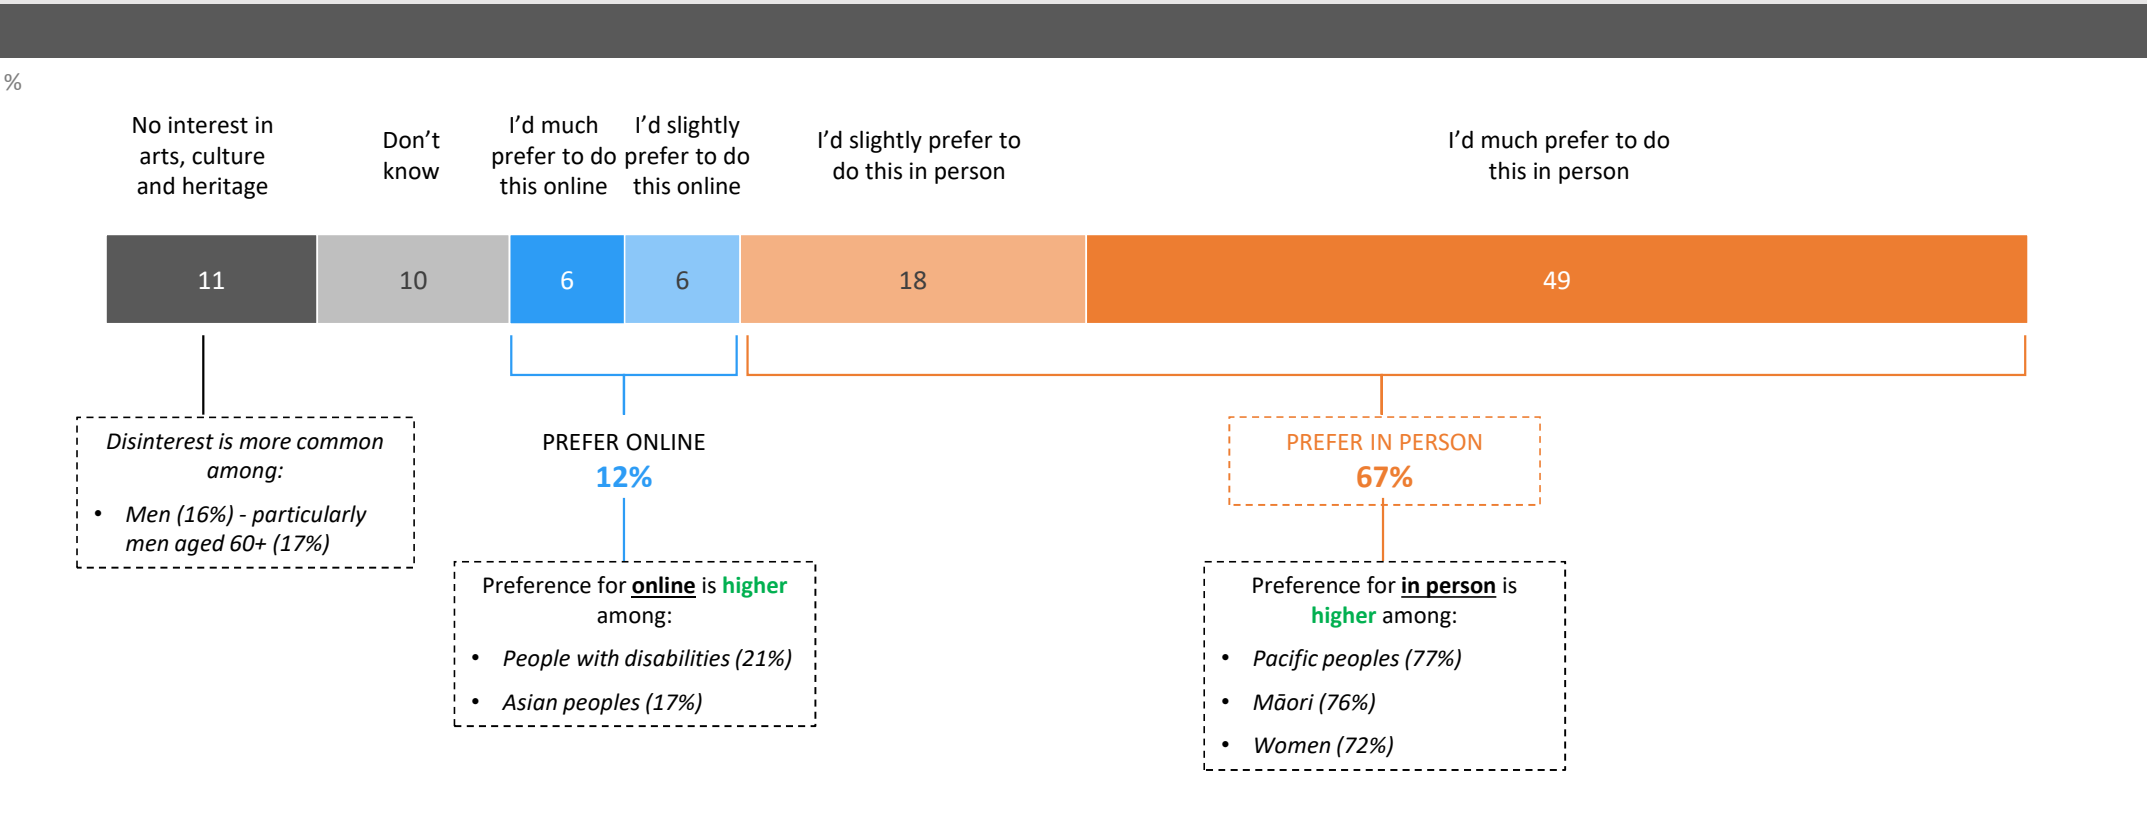 %
No interest in
arts, culture
and heritage
Don’t
know
I’d much
prefer to do
this online
I’d slightly
prefer to do
this online
I’d slightly prefer to
do this in person
I’d much prefer to do
this in person
11
10
6
6
18
49
Disinterest is more common
among:
• Men (16%) - particularly
men aged 60+ (17%)
PREFER ONLINE
12%
Preference for online is higher
among:
• People with disabilities (21%)
• Asian peoples (17%)
PREFER IN PERSON
67%
Preference for in person is
higher among:
• Pacific peoples (77%)
• Māori (76%)
• Women (72%)